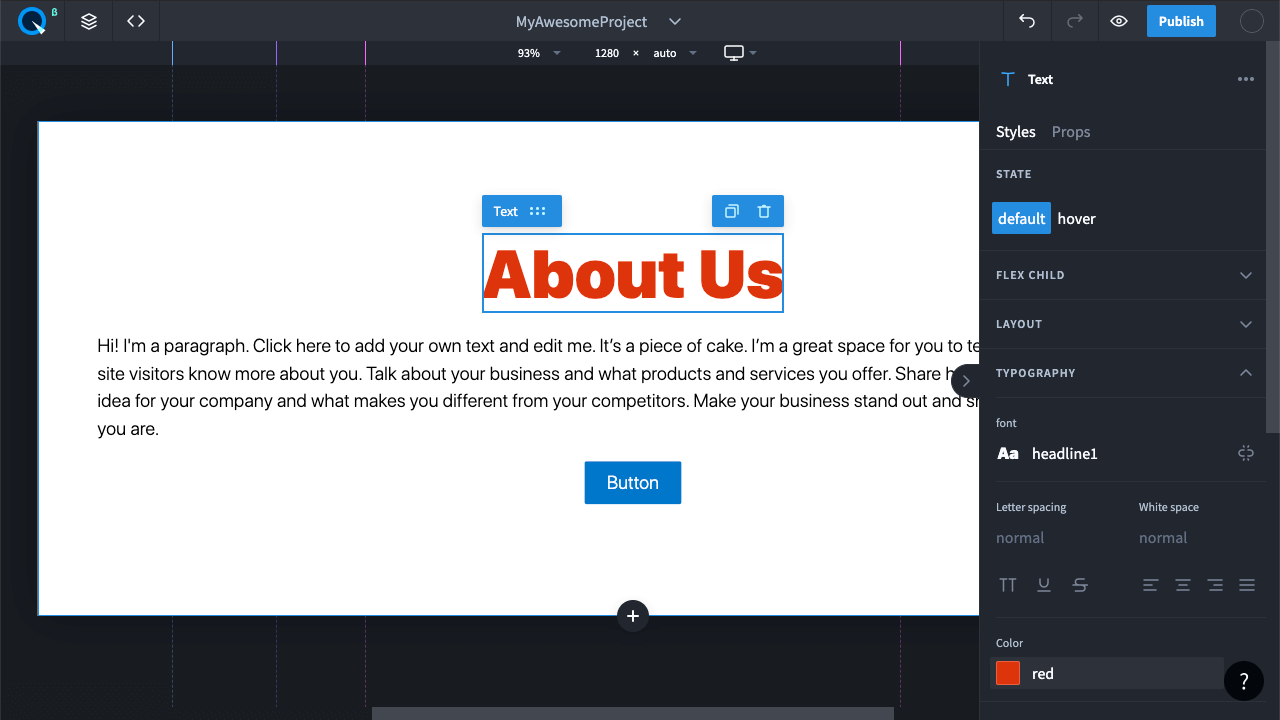 β
MyAwesomeProject
Publish
93% 1280 × auto
Text
Styles Props
STATE
default hover
FLEX CHILD
LAYOUT
TYPOGRAPHY
font
Aa headline1
Letter spacing White space
normal normal
TT U S
Color
red
?
Text
About Us
Hi! I'm a paragraph. Click here to add your own text and edit me. It’s a piece of cake. I’m a great space for you to te
site visitors know more about you. Talk about your business and what products and services you offer. Share h
idea for your company and what makes you different from your competitors. Make your business stand out and s
you are.
Button
+